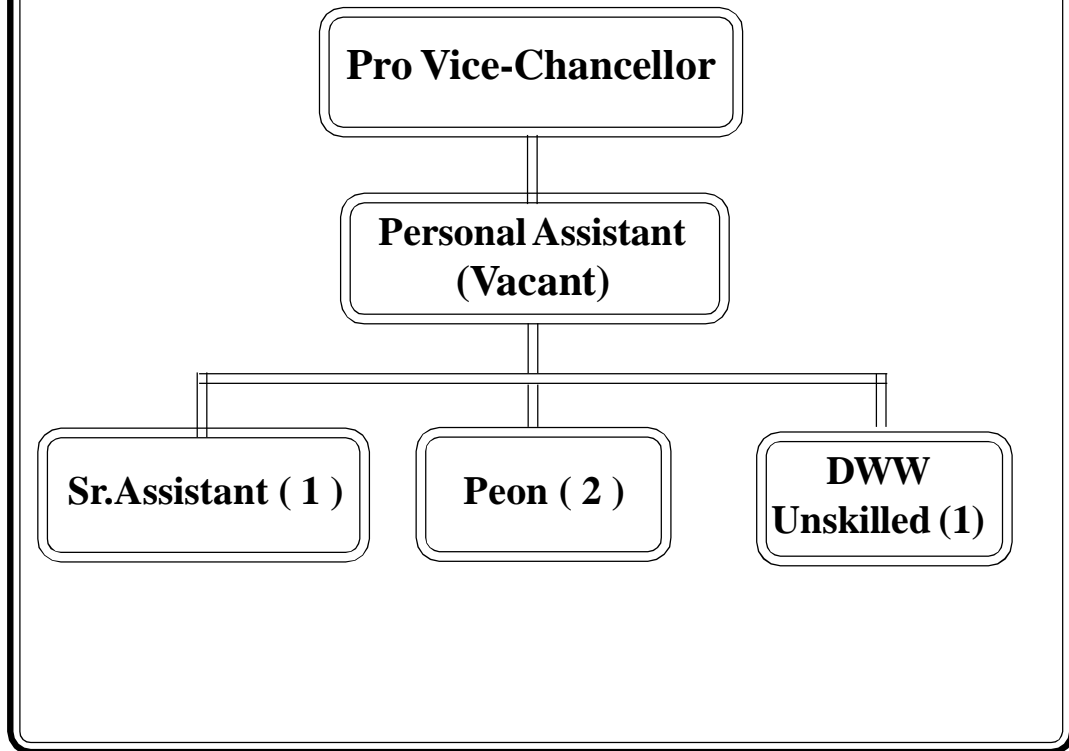 Pro Vice-Chancellor
Personal Assistant
(Vacant)
Sr.Assistant ( 1 )
Peon ( 2 )
DWW
Unskilled (1)